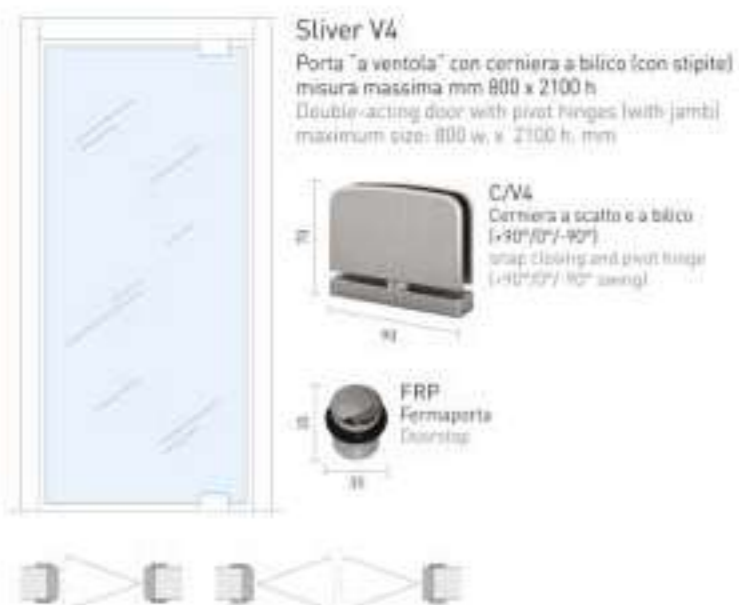 Sliver V4
Porta "a ventola" con cerniera a bilico (con stipite)
misura massima mm 800 x 2100 h
Double-acting door with pivot hinges (with jamb)
maximum size: 800 w. x 2100 h. mm
C/V4
Cerniera a scatto e a bilico
(+90°/0°/-90°)
snap closing and pivot hinge
(+90°/0°/-90° swing)
70
90
FRP
Fermaporta
Doorstop